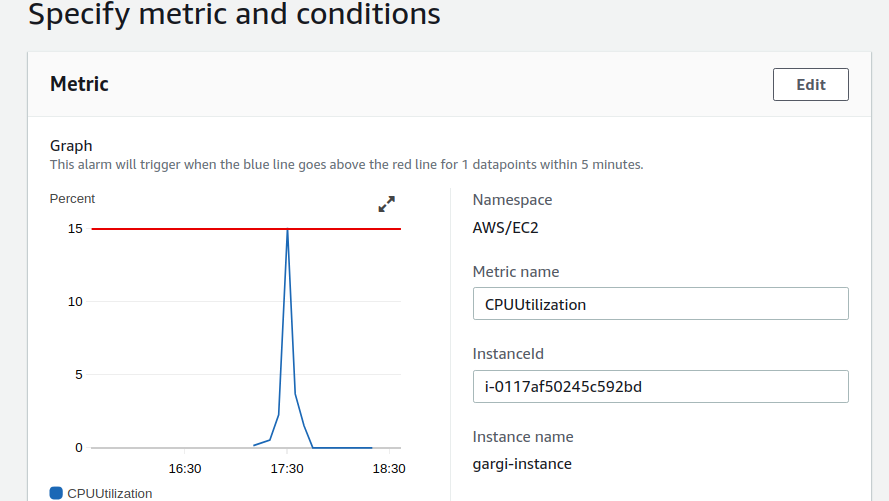 Specify metric and conditions
Metric
Edit
Graph
This alarm will trigger when the blue line goes above the red line for 1 datapoints within 5 minutes.
Percent
15
10
5
0
16:30
17:30
18:30
CPUUtilization
Namespace
AWS/EC2
Metric name
CPUUtilization
InstanceId
i-0117af50245c592bd
Instance name
gargi-instance